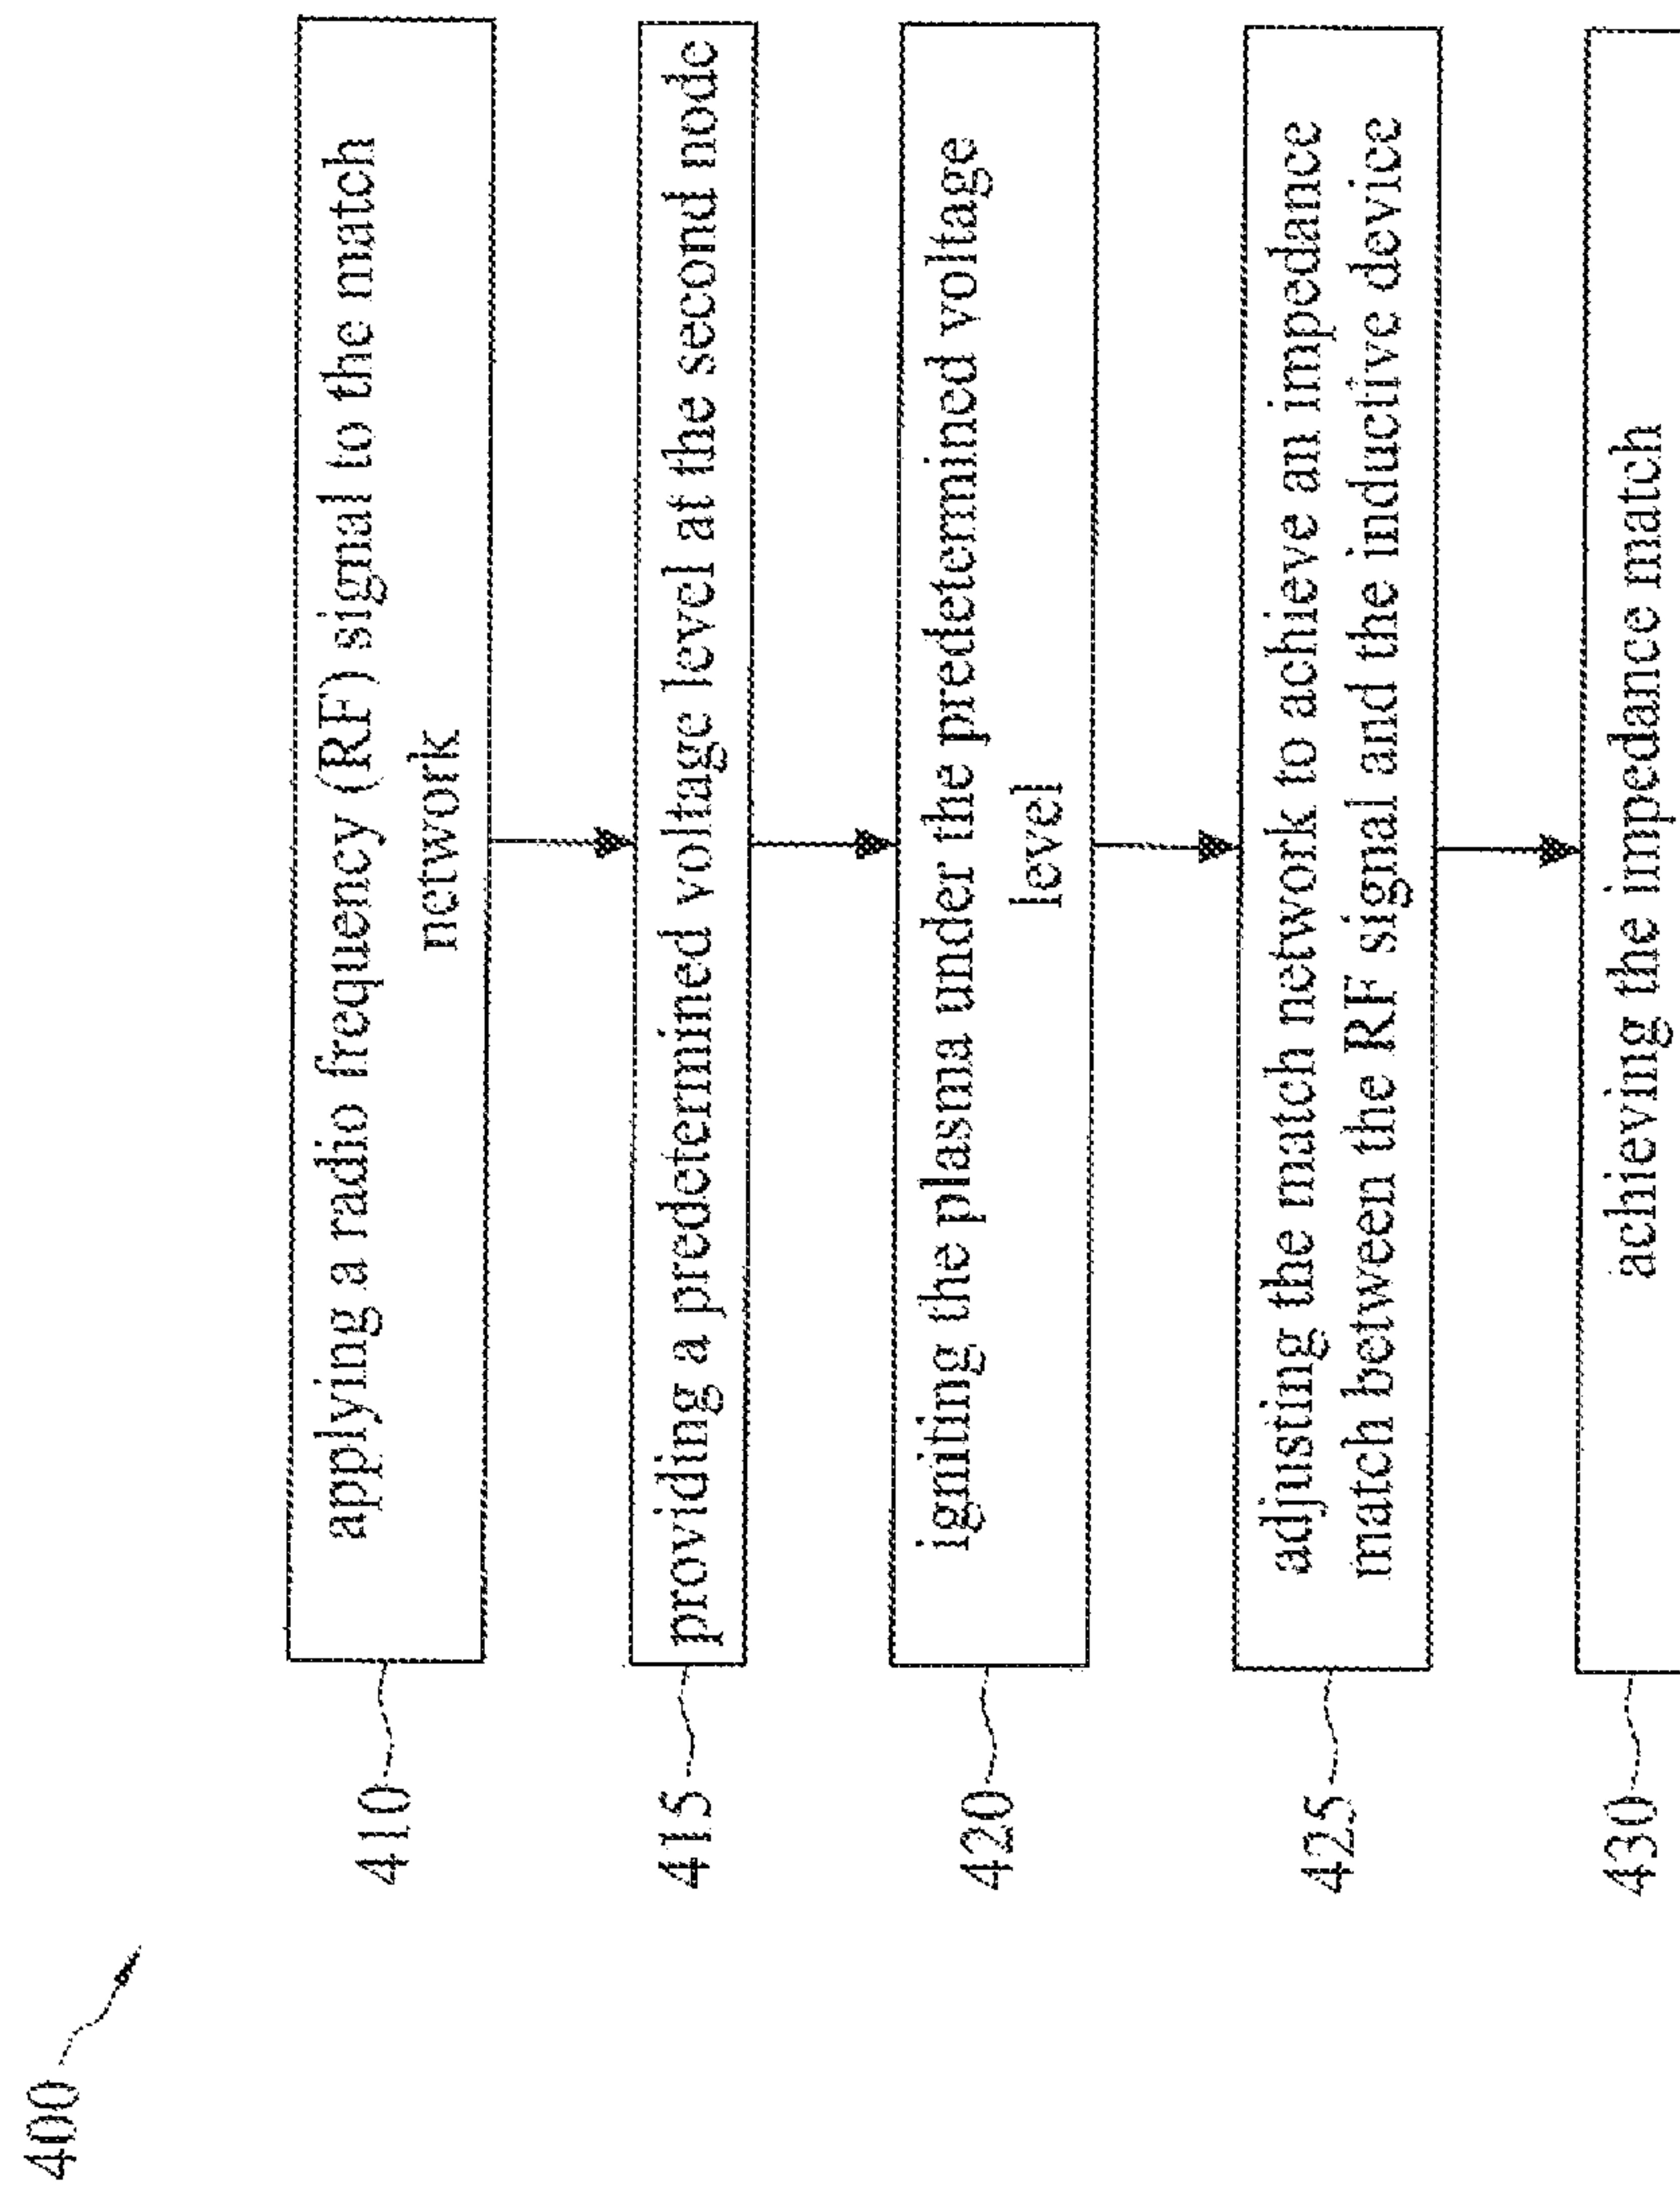 400
410
applying a radio frequency (RF) signal to the match
network
415
providing a predetermined voltage level at the second node
420
igniting the plasma under the predetermined voltage
level
425
adjusting the match network to achieve an impedance
match between the RF signal and the inductive device
430
achieving the impedance match